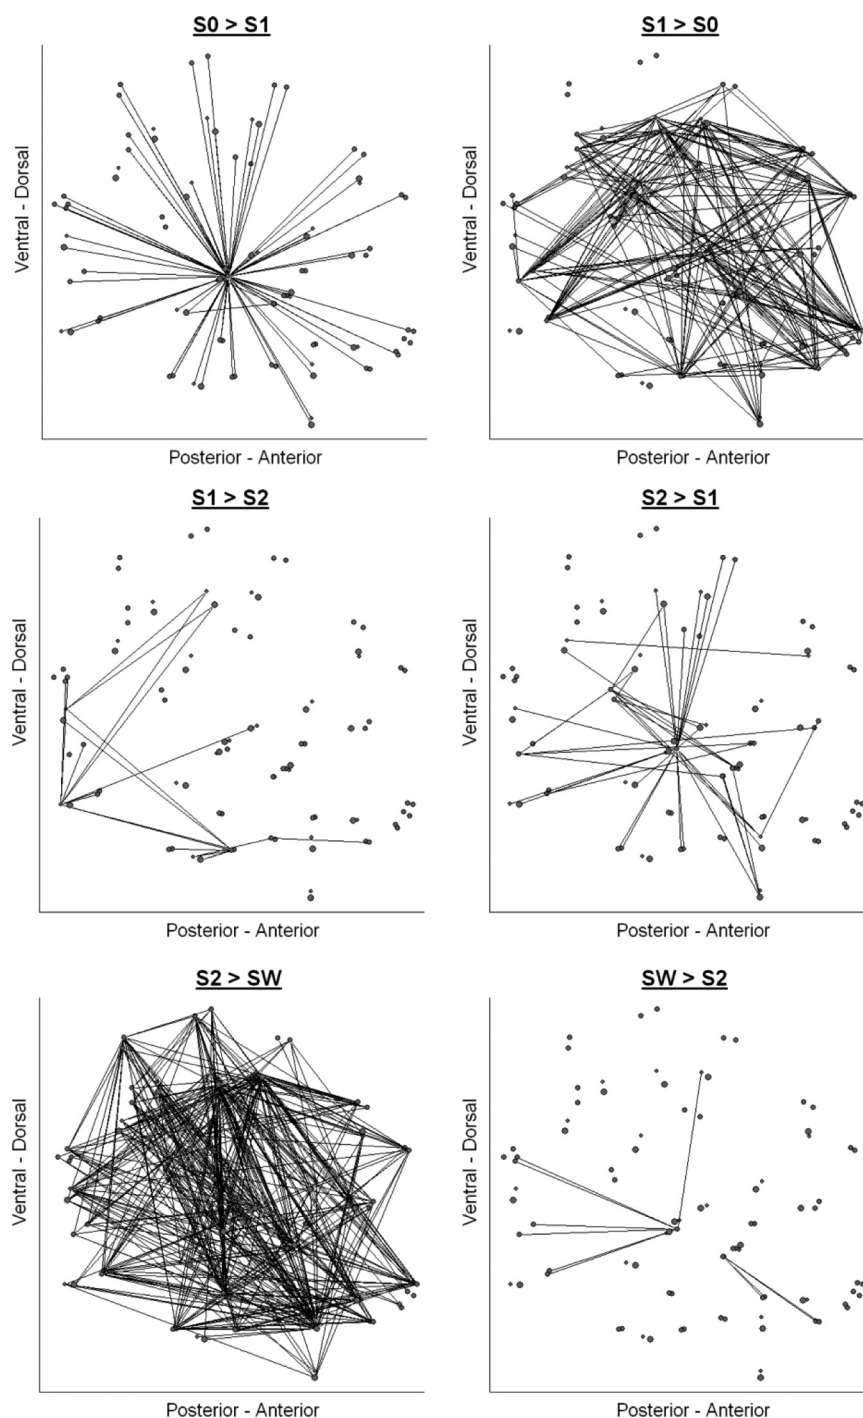 S0 > S1
S1 > S0
Ventral - Dorsal
Ventral - Dorsal
Posterior - Anterior
Posterior - Anterior
S1 > S2
S2 > S1
Ventral - Dorsal
Ventral - Dorsal
Posterior - Anterior
Posterior - Anterior
S2 > SW
SW > S2
Ventral - Dorsal
Ventral - Dorsal
Posterior - Anterior
Posterior - Anterior